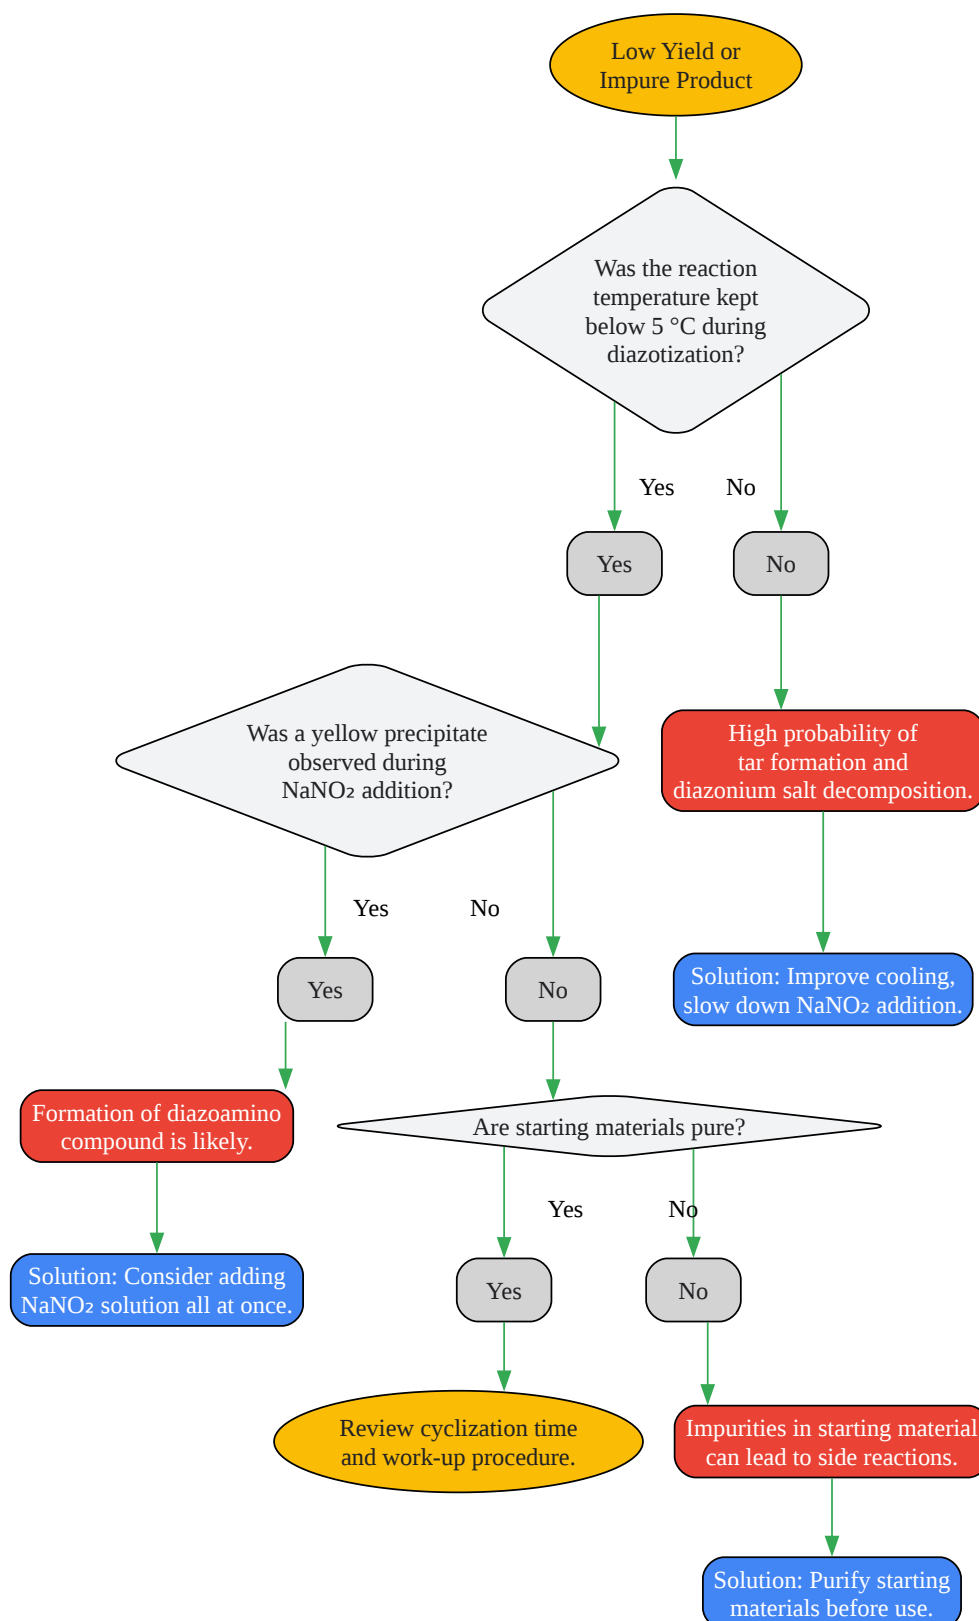 Low Yield or
Impure Product
Was the reaction
temperature kept
below 5 °C during
diazotization?
Yes
No
Yes
No
Was a yellow precipitate
observed during
NaNO₂ addition?
High probability of
tar formation and
diazonium salt decomposition.
Yes
No
Yes
No
Solution: Improve cooling,
slow down NaNO₂ addition.
Formation of diazoamino
compound is likely.
Are starting materials pure?
Yes
No
Yes
No
Solution: Consider adding
NaNO₂ solution all at once.
Review cyclization time
and work-up procedure.
Impurities in starting material
can lead to side reactions.
Solution: Purify starting
materials before use.